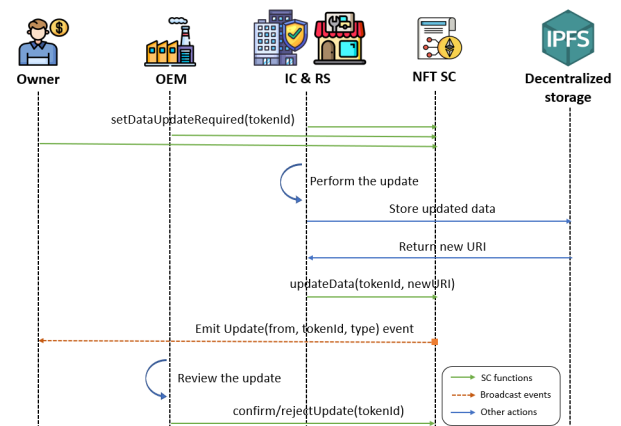 IPFS
Owner
OEM
IC & RS
NFT SC
Decentralized
storage
setDataUpdateRequired(tokenId)
Perform the update
Store updated data
Return new URI
updateData(tokenId, newURI)
Emit Update(from, tokenId, type) event
Review the update
confirm/rejectUpdate(tokenId)
SC functions
Broadcast events
Other actions